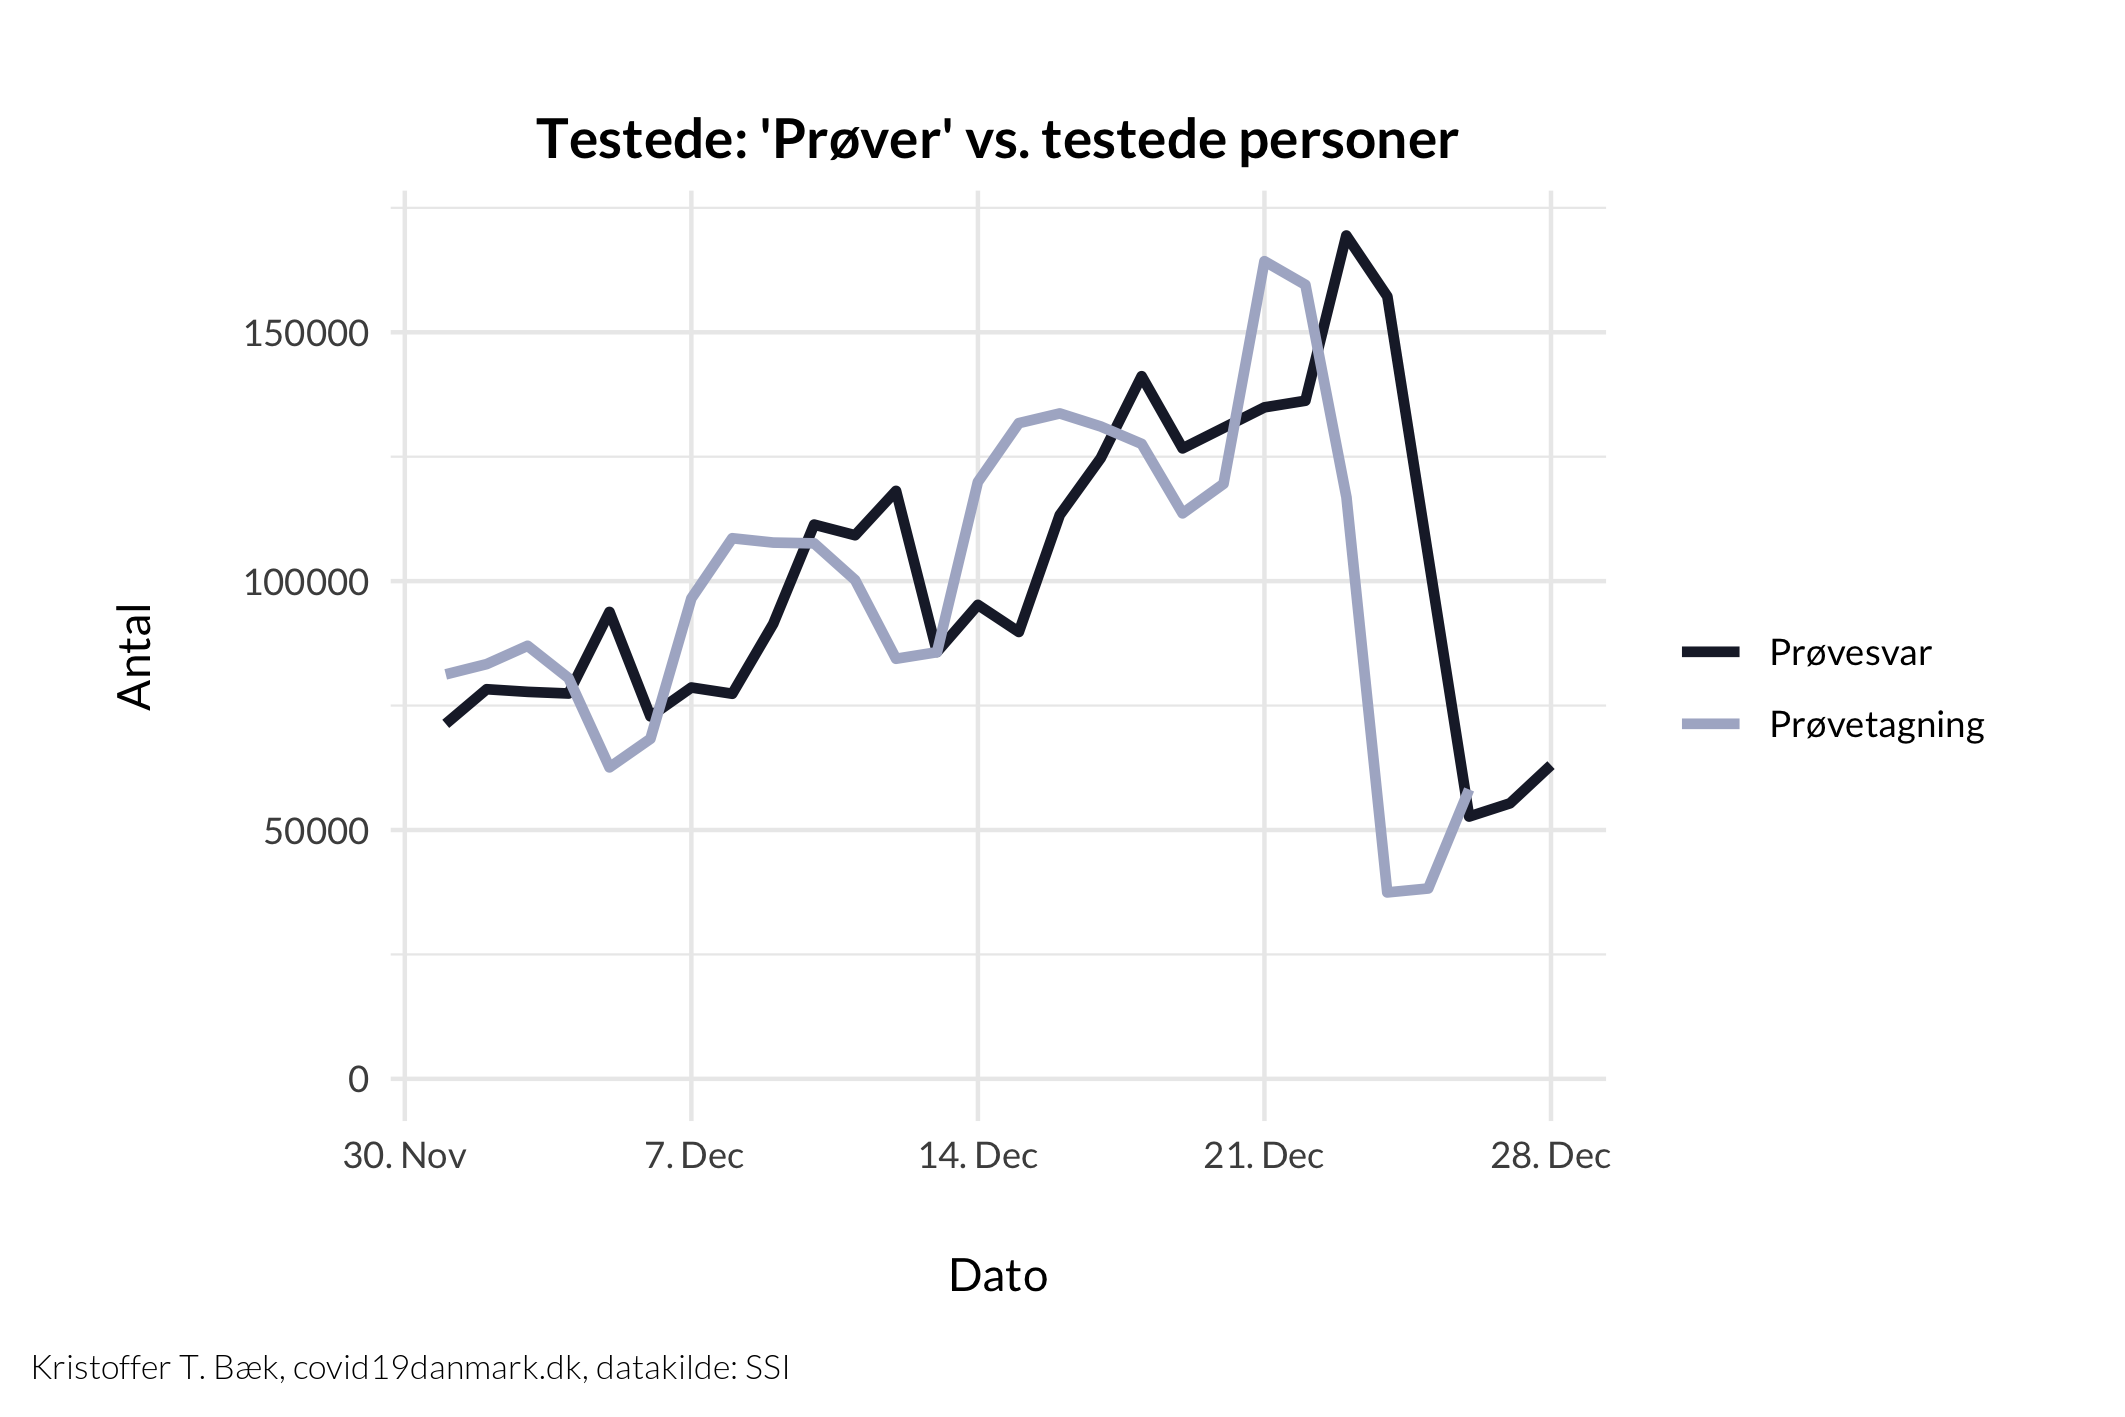 Testede: 'Prøver' vs. testede personer
Antal
150000
100000
50000
0
30. Nov
7. Dec
14. Dec
21. Dec
28. Dec
Dato
Prøvesvar
Prøvetagning
Kristoffer T. Bæk, covid19danmark.dk, datakilde: SSI